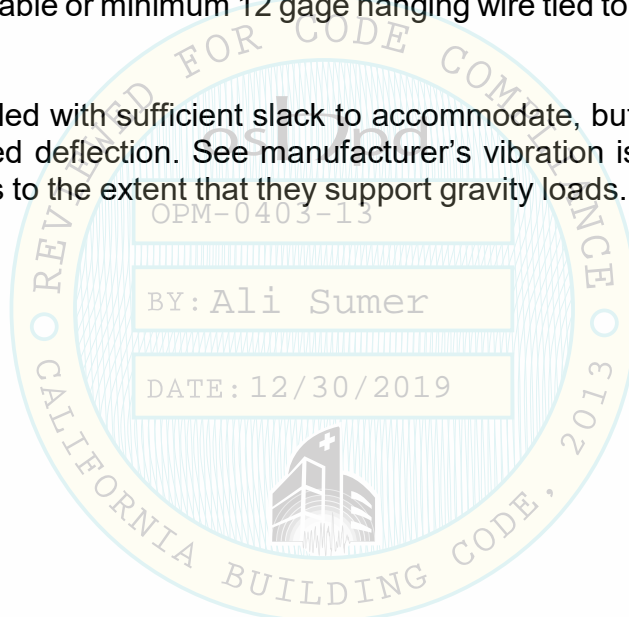 able or minimum 12 gage hanging wire tied to
led with sufficient slack to accommodate, but
ed deflection. See manufacturer’s vibration is
s to the extent that they support gravity loads.
REVIEWED FOR CODE COMPLIANCE
OPM-0403-13
BY: Ali Sumer
DATE: 12/30/2019
CALIFORNIA BUILDING CODE, 2013